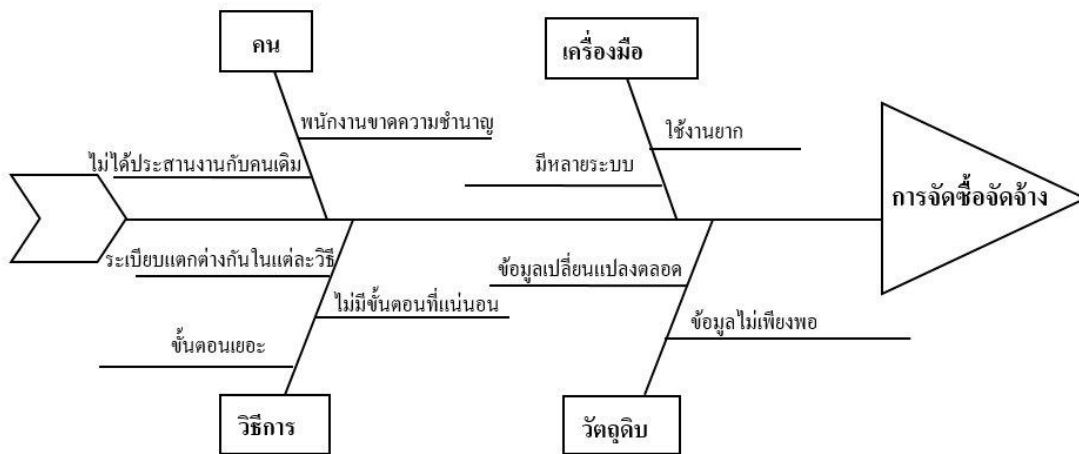 คน
เครื่องมือ
พนักงานขาดความชำนาญ
ใช้งานยาก
ไม่ได้ประสานงานกับคนเดิม
มีหลายระบบ
การจัดซื้อจัดจ้าง
ระเบียบแตกต่างกันในแต่ละวิธี
ข้อมูลเปลี่ยนแปลงตลอด
ไม่มีขั้นตอนที่แน่นอน
ข้อมูลไม่เพียงพอ
ขั้นตอนเยอะ
วิธีการ
วัตถุดิบ